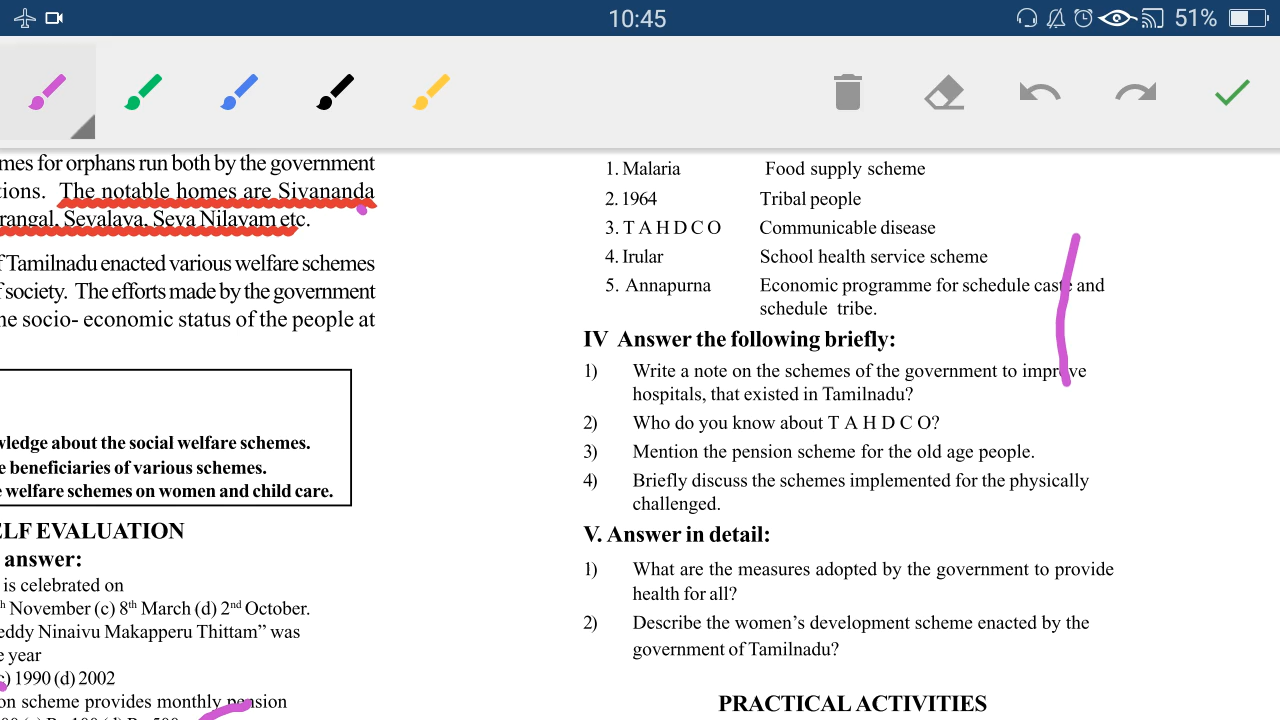 10:45
51%
mes for orphans run both by the government
tions. The notable homes are Sivananda
rangal, Sevalaya, Seva Nilayam etc.
f Tamilnadu enacted various welfare schemes
f society. The efforts made by the government
ne socio- economic status of the people at
wledge about the social welfare schemes.
e beneficiaries of various schemes.
e welfare schemes on women and child care.
ELF EVALUATION
answer:
is celebrated on
h November (c) 8th March (d) 2nd October.
eddy Ninaivu Makapperu Thittam” was
e year
c) 1990 (d) 2002
on scheme provides monthly pension
1. Malaria Food supply scheme
2. 1964 Tribal people
3. T A H D C O Communicable disease
4. Irular School health service scheme
5. Annapurna Economic programme for schedule caste and
schedule tribe.
IV Answer the following briefly:
1) Write a note on the schemes of the government to improve
hospitals, that existed in Tamilnadu?
2) Who do you know about T A H D C O?
3) Mention the pension scheme for the old age people.
4) Briefly discuss the schemes implemented for the physically
challenged.
V. Answer in detail:
1) What are the measures adopted by the government to provide
health for all?
2) Describe the women’s development scheme enacted by the
government of Tamilnadu?
PRACTICAL ACTIVITIES